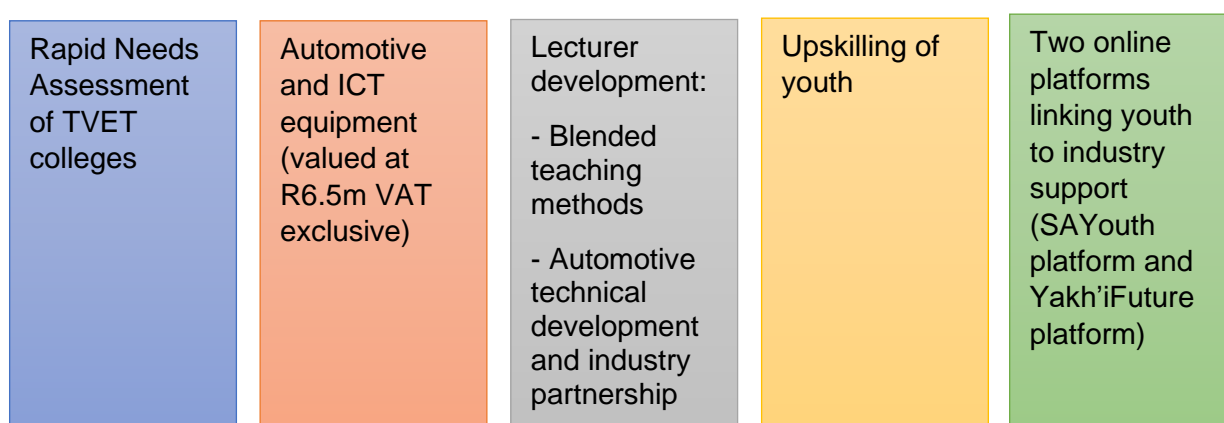 Rapid Needs
Assessment
of TVET
colleges
Automotive
and ICT
equipment
(valued at
R6.5m VAT
exclusive)
Lecturer
development:
- Blended
teaching
methods
- Automotive
technical
development
and industry
partnership
Upskilling of
youth
Two online
platforms
linking youth
to industry
support
(SAYouth
platform and
Yakh’iFuture
platform)